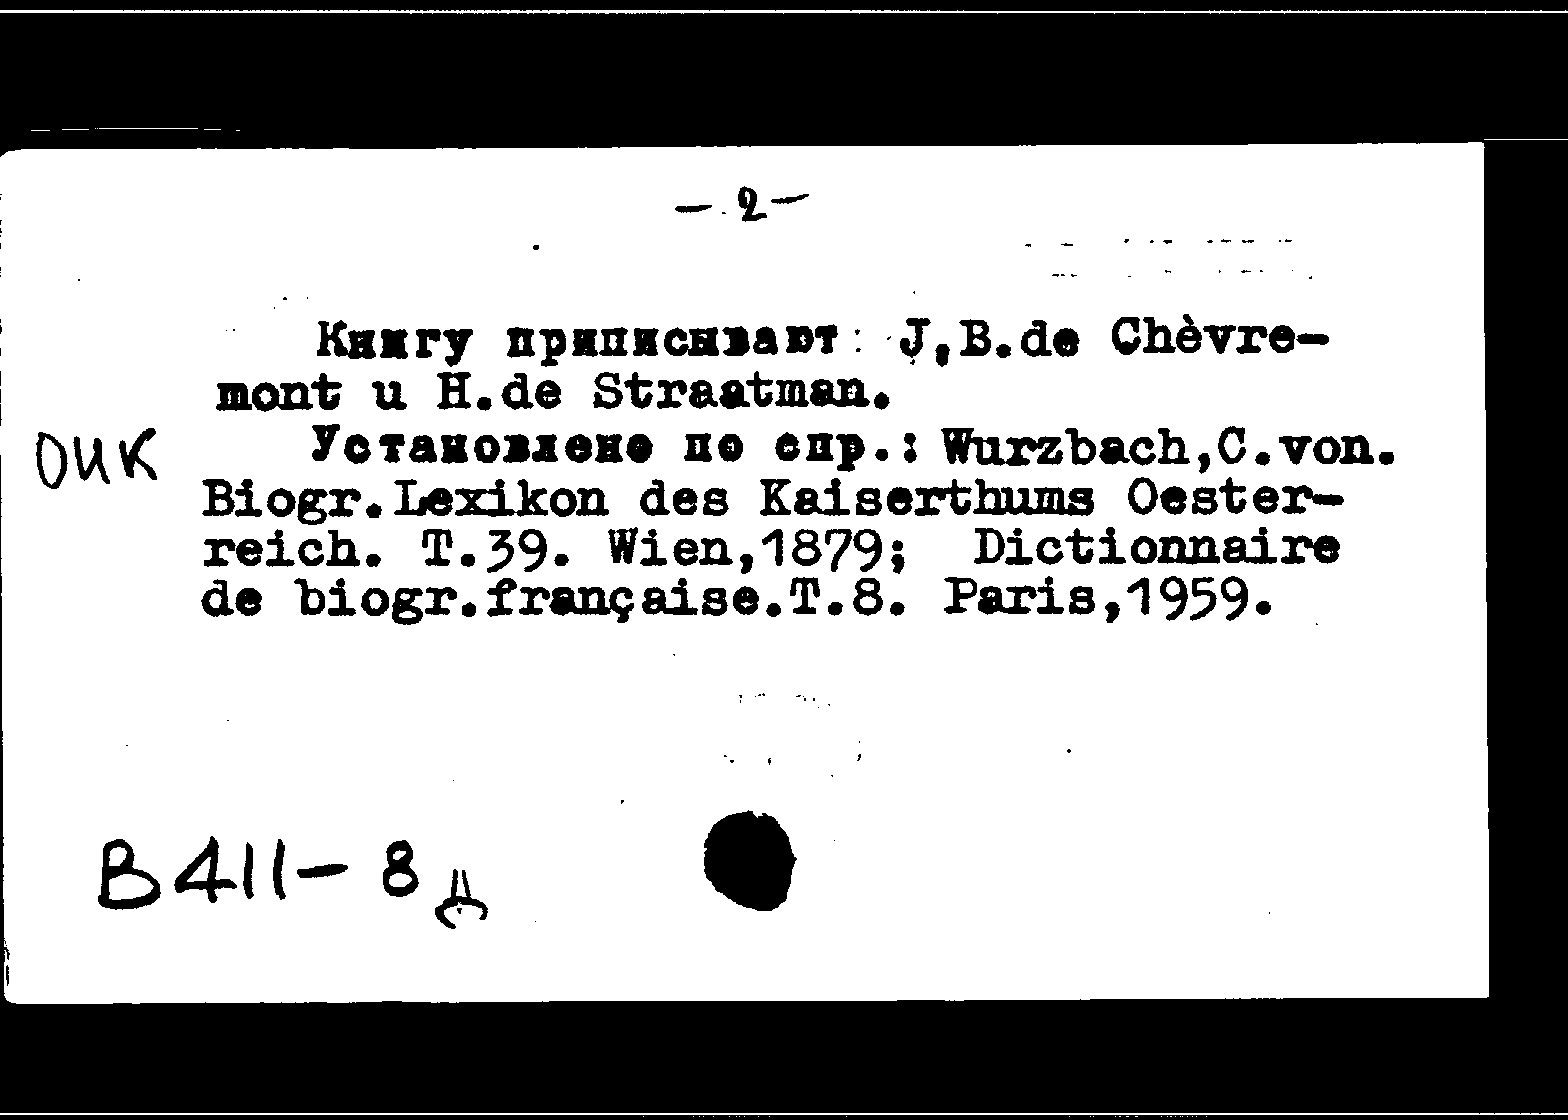 - 2 -
Книгу приписывают: J.B.de Chèvre-
mont u H.de Straatman.
ОИК
Установлено по спр.: Wurzbach,C.von.
Biogr.Lexikon des Kaiserthums Oester-
reich. T.39. Wien,1879; Dictionnaire
de biogr.française.T.8. Paris,1959.
В 411-8 Д